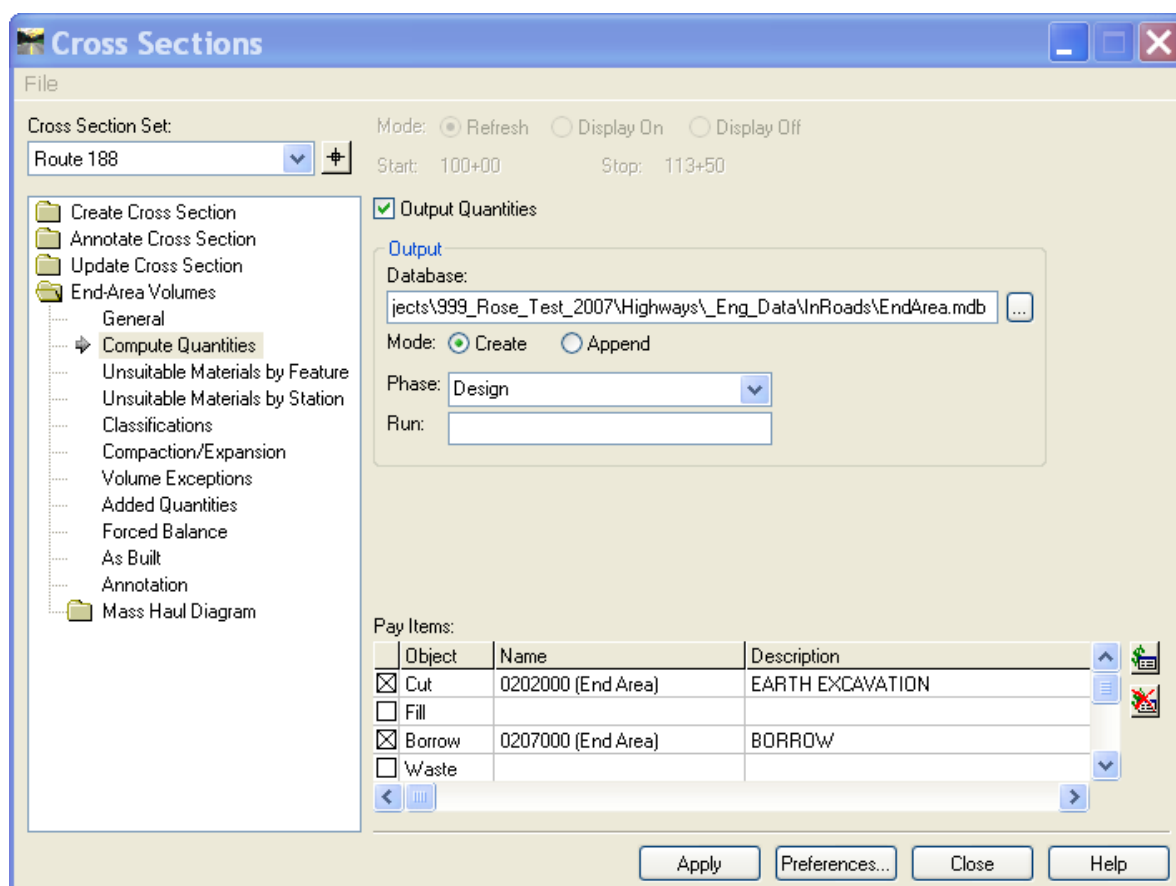 Cross Sections
File
Cross Section Set:
Route 188
Mode: Refresh Display On Display Off
Start: 100+00 Stop: 113+50
Create Cross Section
Annotate Cross Section
Update Cross Section
End-Area Volumes
General
Compute Quantities
Unsuitable Materials by Feature
Unsuitable Materials by Station
Classifications
Compaction/Expansion
Volume Exceptions
Added Quantities
Forced Balance
As Built
Annotation
Mass Haul Diagram
Output Quantities
Output
Database:
jects\999_Rose_Test_2007\Highways\_Eng_Data\InRoads\EndArea.mdb ...
Mode: Create Append
Phase: Design
Run:
Pay Items:
Object Name Description
Cut 0202000 (End Area) EARTH EXCAVATION
Fill
Borrow 0207000 (End Area) BORROW
Waste
Apply Preferences... Close Help